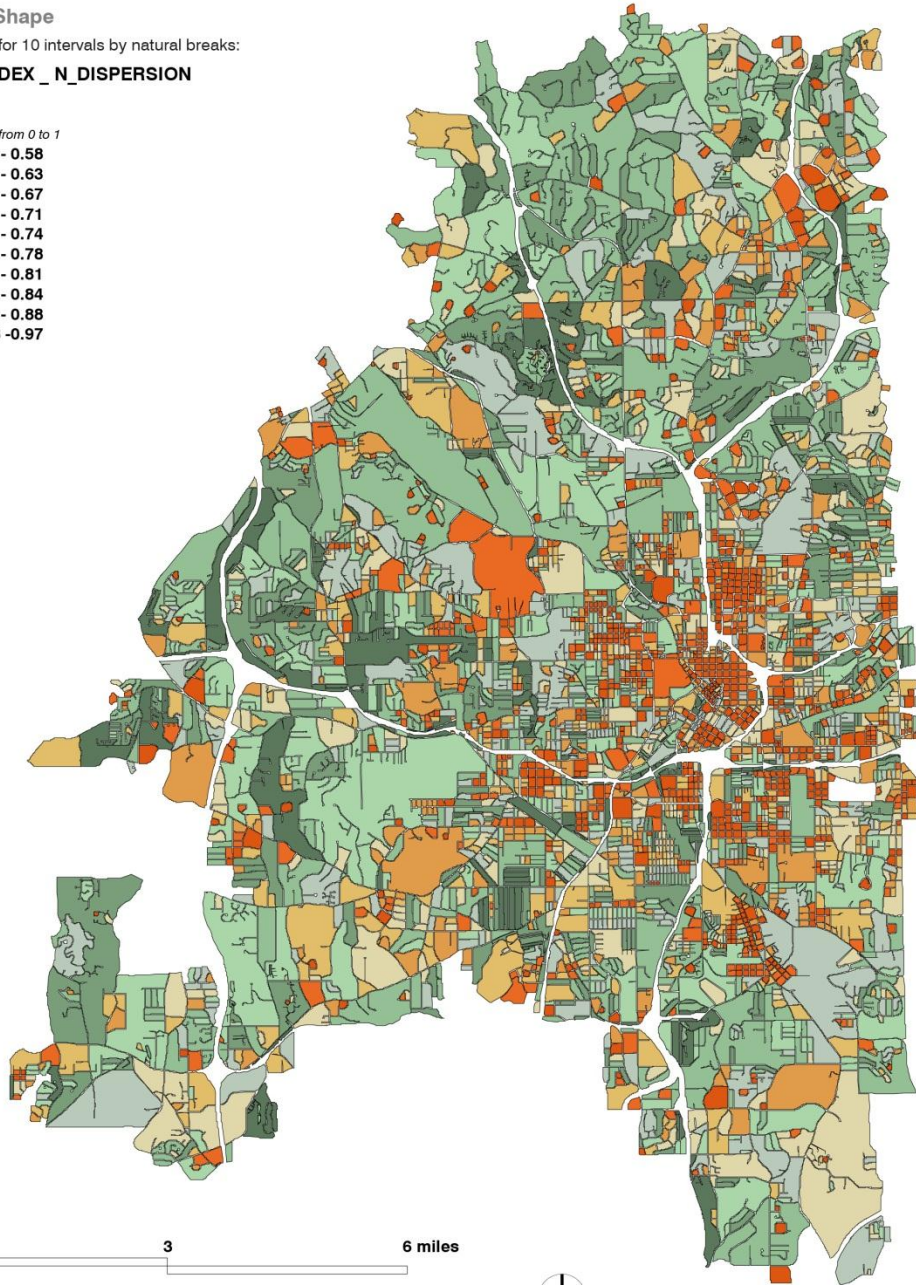 Shape
for 10 intervals by natural breaks:
DEX _ N_DISPERSION
from 0 to 1
- 0.58
- 0.63
- 0.67
- 0.71
- 0.74
- 0.78
- 0.81
- 0.84
- 0.88
-0.97
3
6 miles